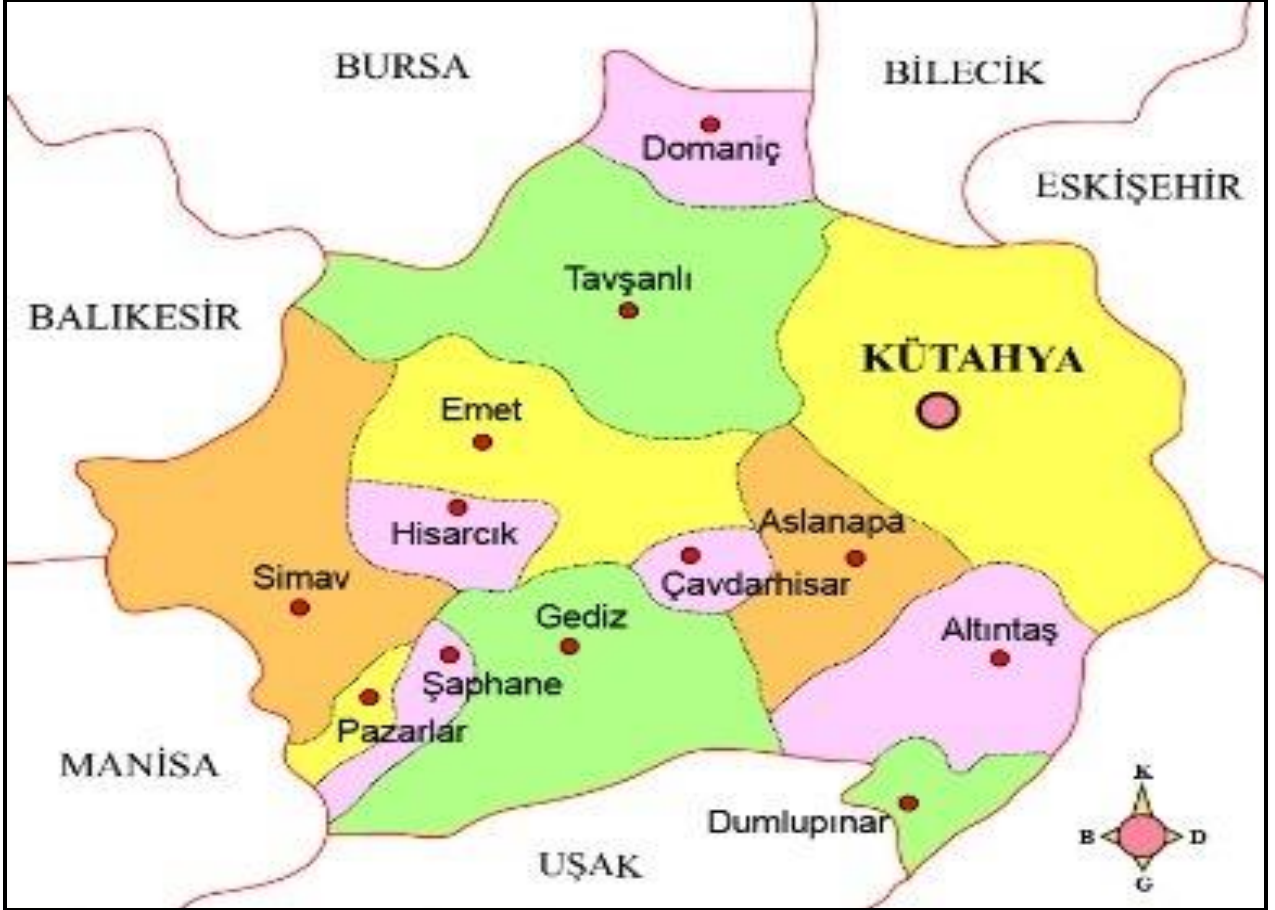 BURSA
BİLECİK
Domaniç
ESKİŞEHİR
Tavşanlı
BALIKESİR
KÜTAHYA
Emet
Aslanapa
Hisarcık
Simav
Çavdarhisar
Gediz
Altıntaş
Şaphane
Pazarlar
MANİSA
K
Dumlupınar
B
D
UŞAK
G